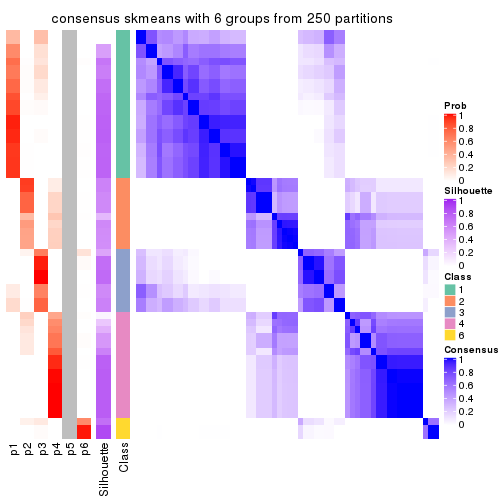 consensus skmeans with 6 groups from 250 partitions
Prob
1
0.8
0.6
0.4
0.2
0
Silhouette
1
0.8
0.6
0.4
0.2
0
Class
1
2
3
4
6
Consensus
1
0.8
0.6
0.4
0.2
0
p1
p2
p3
p4
p5
p6
Silhouette
Class